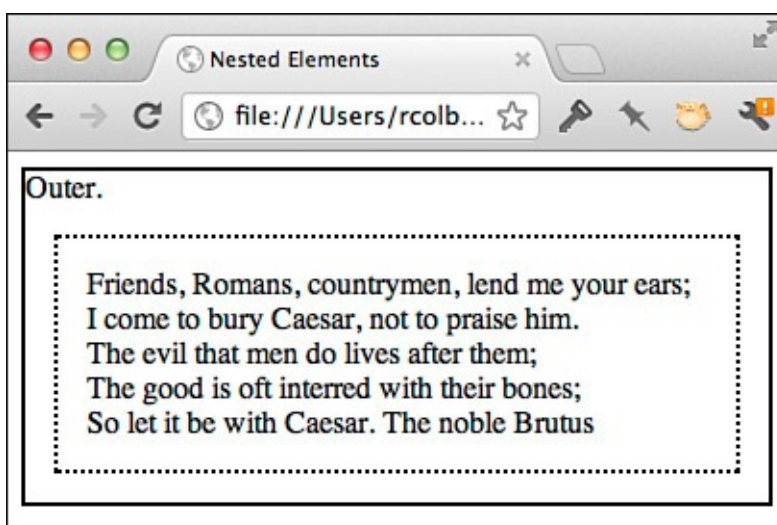 Nested Elements
file:///Users/rcolb...
Outer.
Friends, Romans, countrymen, lend me your ears;
I come to bury Caesar, not to praise him.
The evil that men do lives after them;
The good is oft interred with their bones;
So let it be with Caesar. The noble Brutus